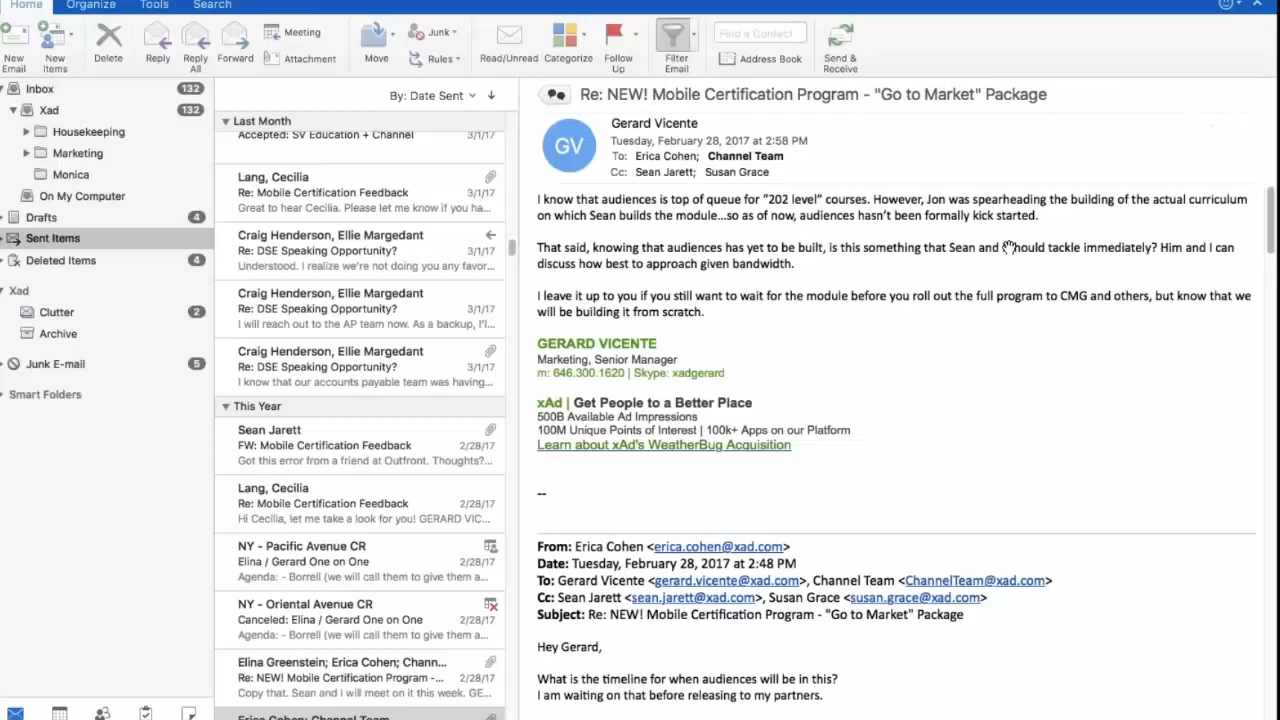 Home Organize Tools Search
New Email
New Items
Delete
Reply
Reply All
Forward
Meeting
Attachment
Move
Junk
Rules
Read/Unread
Categorize
Follow Up
Filter Email
Find a Contact
Address Book
Send & Receive
Inbox 132
Xad 132
Housekeeping
Marketing
Monica
On My Computer
Drafts 4
Sent Items
Deleted Items 4
Xad
Clutter 2
Archive
Junk E-mail 5
Smart Folders
By: Date Sent
Last Month
Accepted: SV Education + Channel 3/1/17
Lang, Cecilia
Re: Mobile Certification Feedback 3/1/17
Great to hear Cecilia. Please let me know if you ha...
Craig Henderson, Ellie Margedant
Re: DSE Speaking Opportunity? 3/1/17
Understood. I realize we're not doing you any favor...
Craig Henderson, Ellie Margedant
Re: DSE Speaking Opportunity? 3/1/17
I will reach out to the AP team now. As a backup, I'l...
Craig Henderson, Ellie Margedant
Re: DSE Speaking Opportunity? 3/1/17
I know that our accounts payable team was having...
This Year
Sean Jarett
FW: Mobile Certification Feedback 2/28/17
Got this error from a friend at Outfront. Thoughts?...
Lang, Cecilia
Re: Mobile Certification Feedback 2/28/17
Hi Cecilia, let me take a look for you! GERARD VIC...
NY - Pacific Avenue CR
Elina / Gerard One on One 2/28/17
Agenda: - Borrell (we will call them to give them a...
NY - Oriental Avenue CR
Canceled: Elina / Gerard One on One 2/28/17
Agenda: - Borrell (we will call them to give them a...
Elina Greenstein; Erica Cohen; Chann...
Re: NEW! Mobile Certification Program -... 2/28/17
Copy that. Sean and I will meet on it this week. GE...
Erica Cohen; Channel Team
Re: NEW! Mobile Certification Program - "Go to Market" Package
GV
Gerard Vicente
Tuesday, February 28, 2017 at 2:58 PM
To: Erica Cohen; Channel Team
Cc: Sean Jarett; Susan Grace
I know that audiences is top of queue for "202 level" courses. However, Jon was spearheading the building of the actual curriculum
on which Sean builds the module...so as of now, audiences hasn't been formally kick started.
That said, knowing that audiences has yet to be built, is this something that Sean and should tackle immediately? Him and I can
discuss how best to approach given bandwidth.
I leave it up to you if you still want to wait for the module before you roll out the full program to CMG and others, but know that we
will be building it from scratch.
GERARD VICENTE
Marketing, Senior Manager
m: 646.300.1620 | Skype: xadgerard
xAd | Get People to a Better Place
500B Available Ad Impressions
100M Unique Points of Interest | 100k+ Apps on our Platform
Learn about xAd's WeatherBug Acquisition
--
From: Erica Cohen <erica.cohen@xad.com>
Date: Tuesday, February 28, 2017 at 2:48 PM
To: Gerard Vicente <gerard.vicente@xad.com>, Channel Team <ChannelTeam@xad.com>
Cc: Sean Jarett <sean.jarett@xad.com>, Susan Grace <susan.grace@xad.com>
Subject: Re: NEW! Mobile Certification Program - "Go to Market" Package
Hey Gerard,
What is the timeline for when audiences will be in this?
I am waiting on that before releasing to my partners.